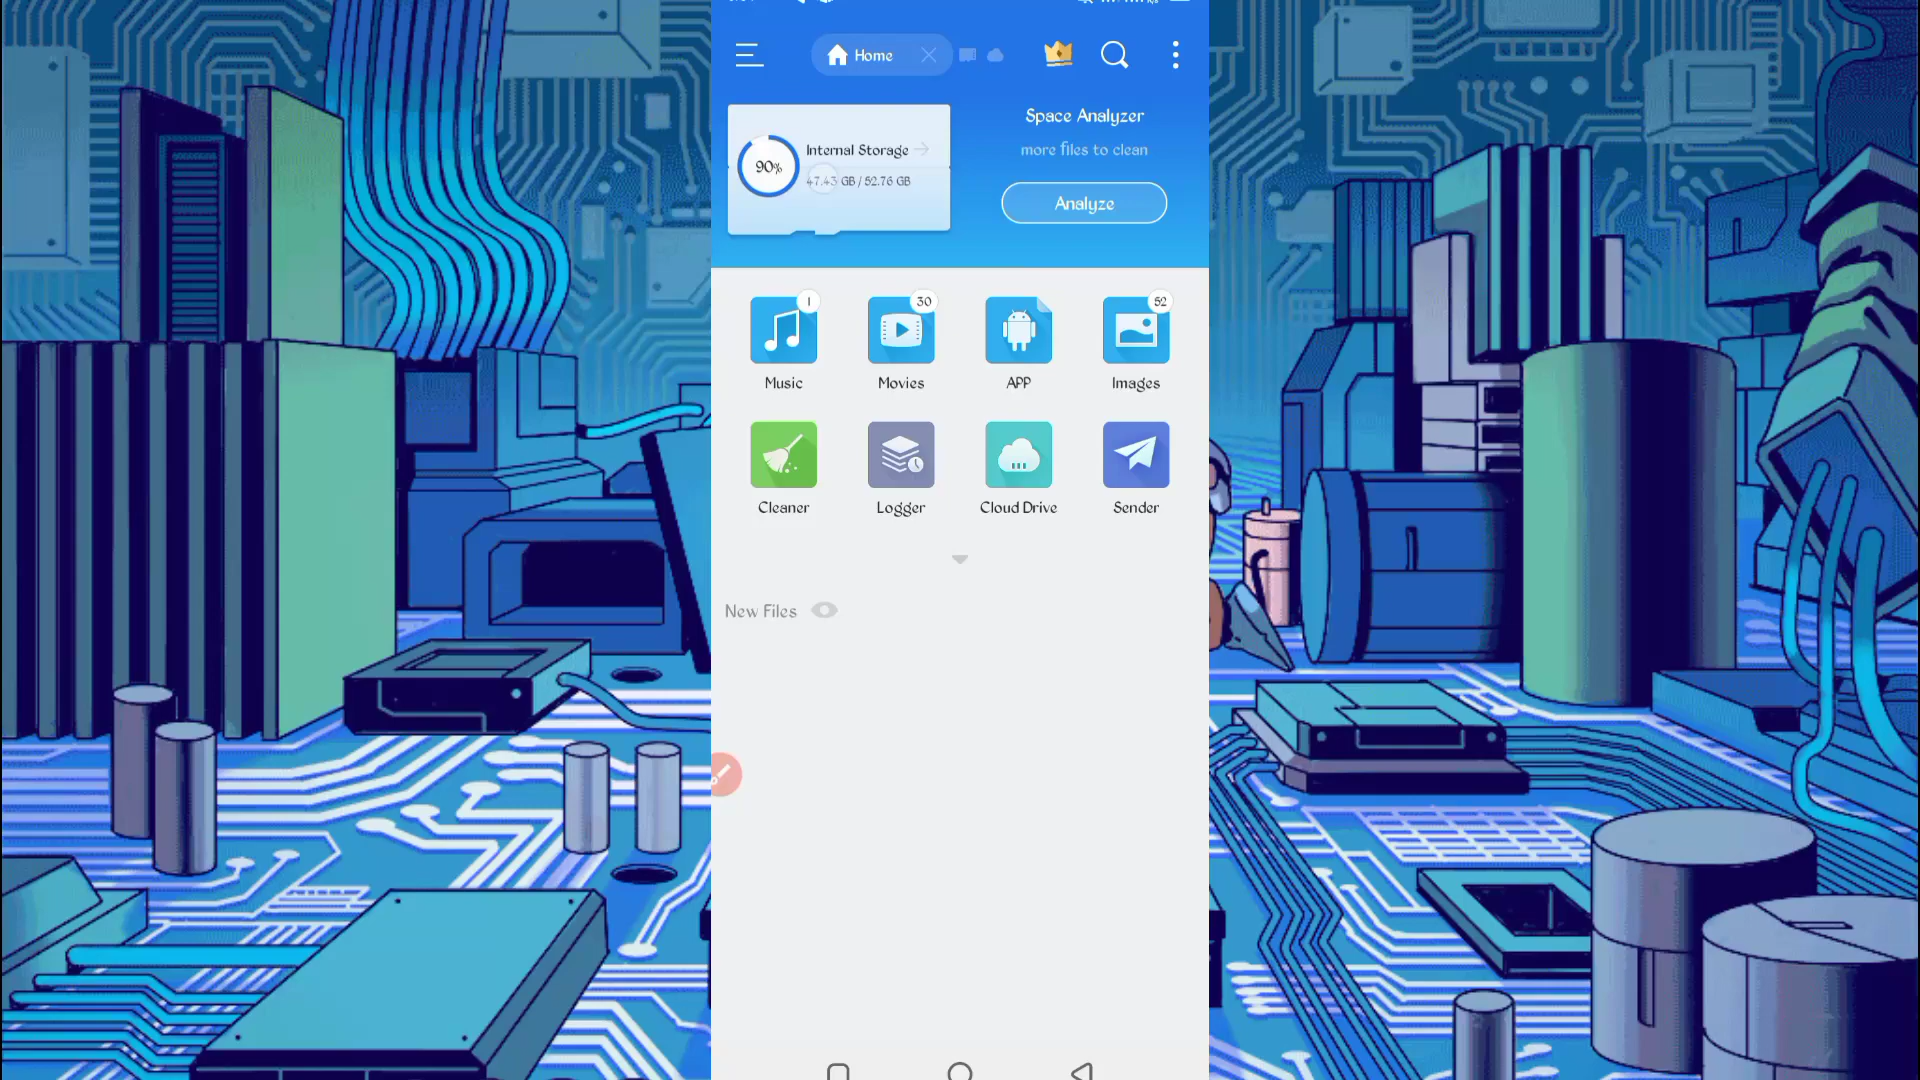 Home
Space Analyzer
more files to clean
Analyze
90%
Internal Storage
47.43 GB / 52.76 GB
1
30
52
Music
Movies
APP
Images
Cleaner
Logger
Cloud Drive
Sender
New Files